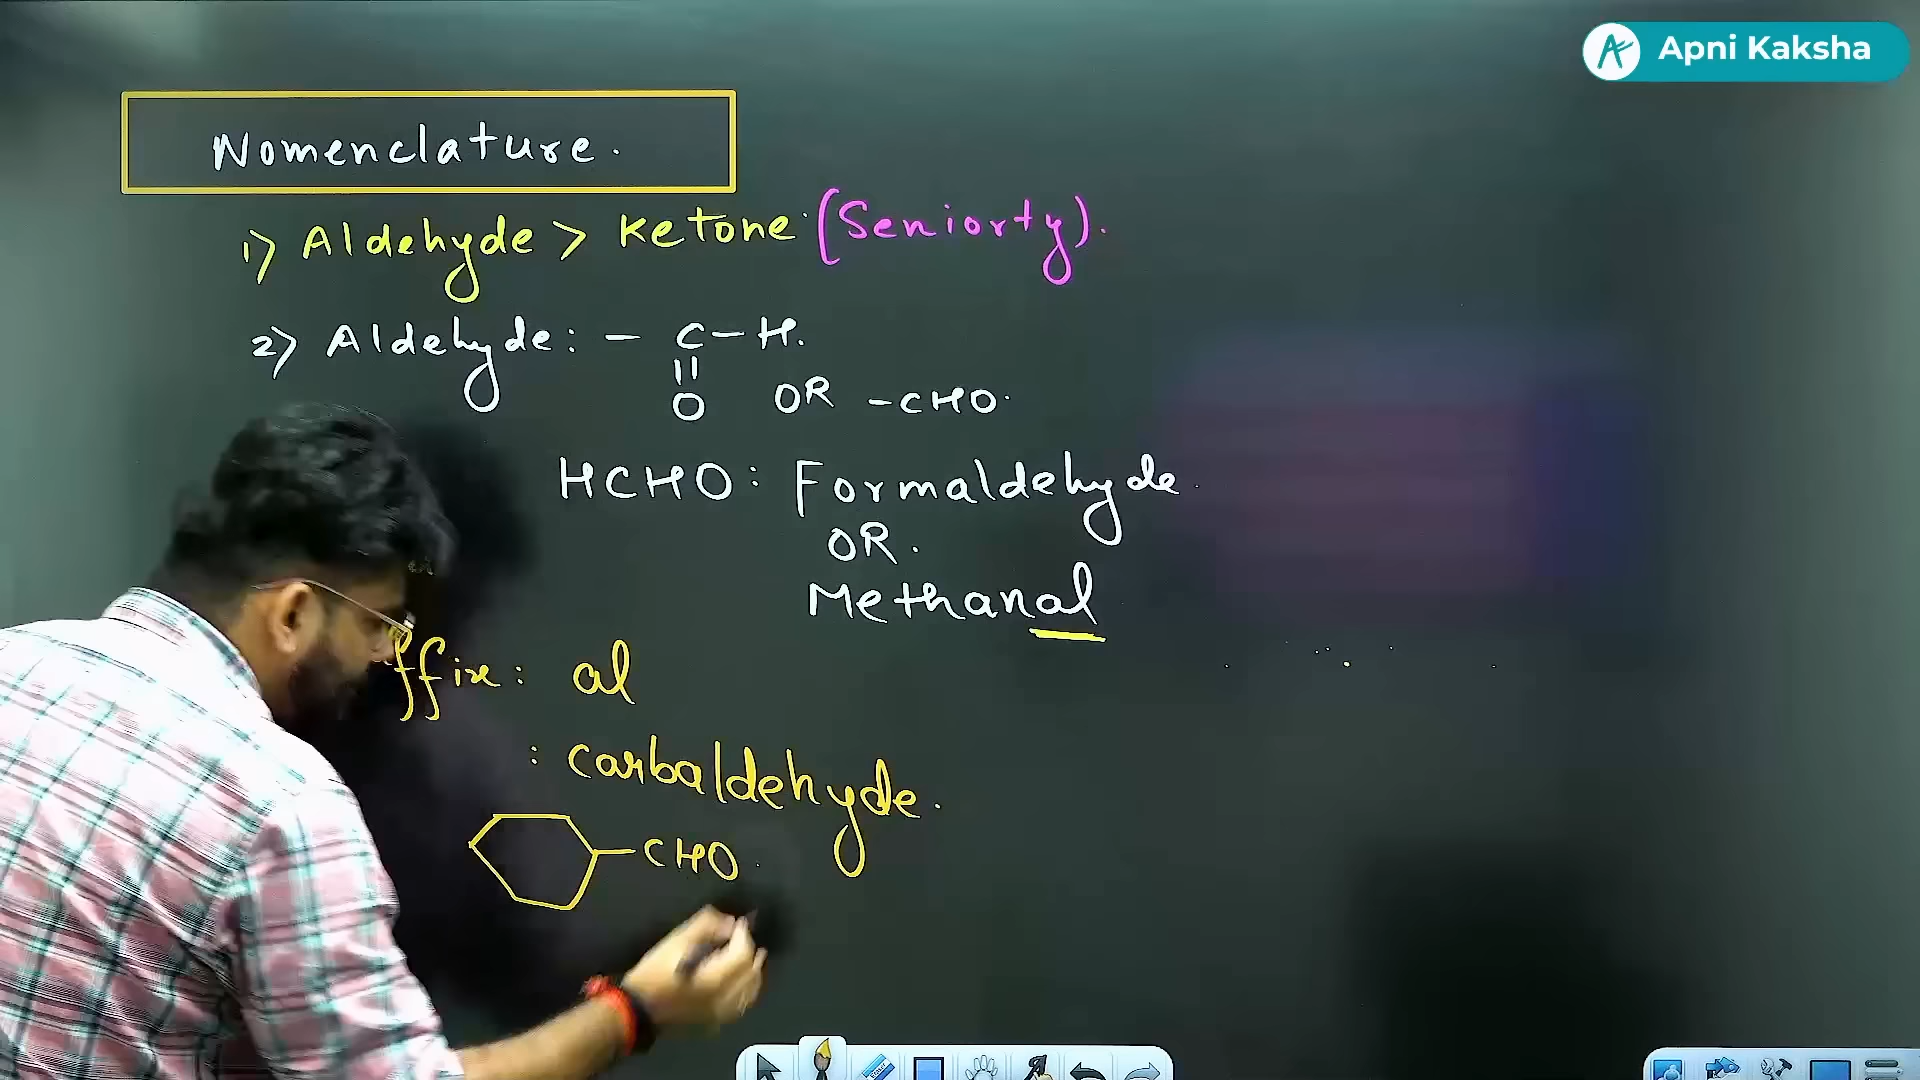 Apni Kaksha
Nomenclature.
1) Aldehyde > Ketone (Seniorty).
2) Aldehyde: - C-H.
||
O OR -CHO.
HCHO: Formaldehyde
OR.
Methanal
ffix: al
: carbaldehyde.
-CHO